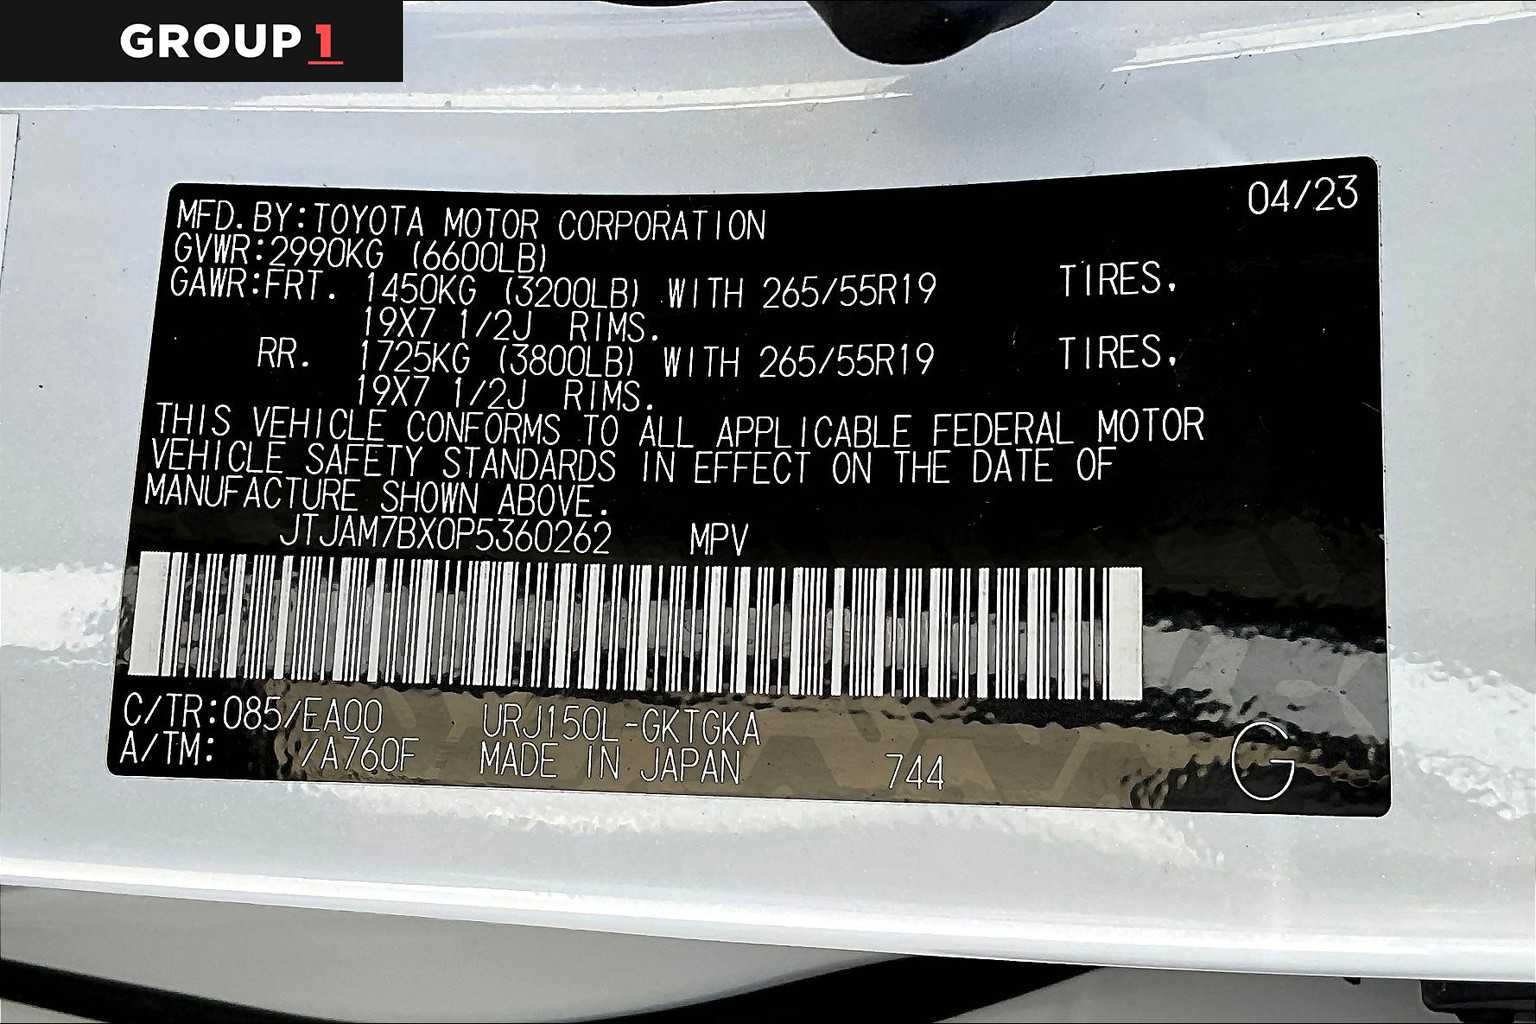 GROUP 1
04/23
MFD.BY:TOYOTA MOTOR CORPORATION
GVWR:2990KG (6600LB)
GAWR:FRT. 1450KG (3200LB) WITH 265/55R19 TIRES.
19X7 1/2J RIMS.
RR. 1725KG (3800LB) WITH 265/55R19 TIRES.
19X7 1/2J RIMS.
THIS VEHICLE CONFORMS TO ALL APPLICABLE FEDERAL MOTOR
VEHICLE SAFETY STANDARDS IN EFFECT ON THE DATE OF
MANUFACTURE SHOWN ABOVE.
JTJAM7BX0P5360262 MPV
C/TR:085/EA00 URJ150L-GKTGKA
A/TM: /A760F MADE IN JAPAN 744 G